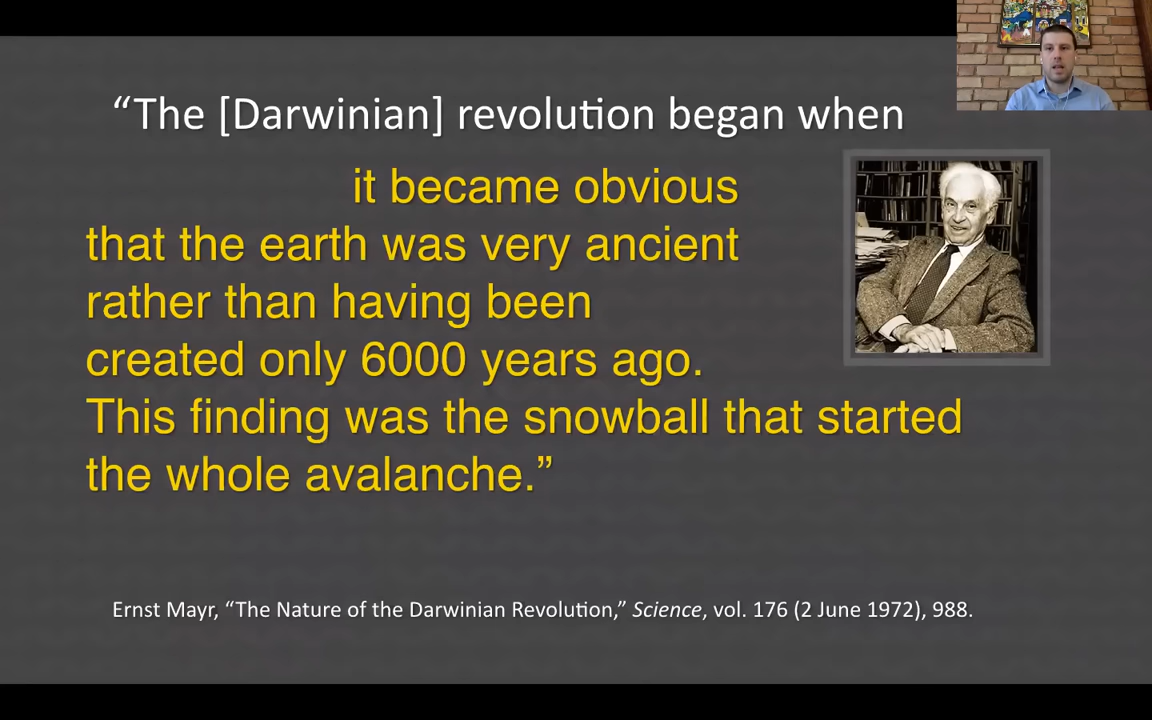 “The [Darwinian] revolution began when
it became obvious
that the earth was very ancient
rather than having been
created only 6000 years ago.
This finding was the snowball that started
the whole avalanche.”
Ernst Mayr, “The Nature of the Darwinian Revolution,” Science, vol. 176 (2 June 1972), 988.